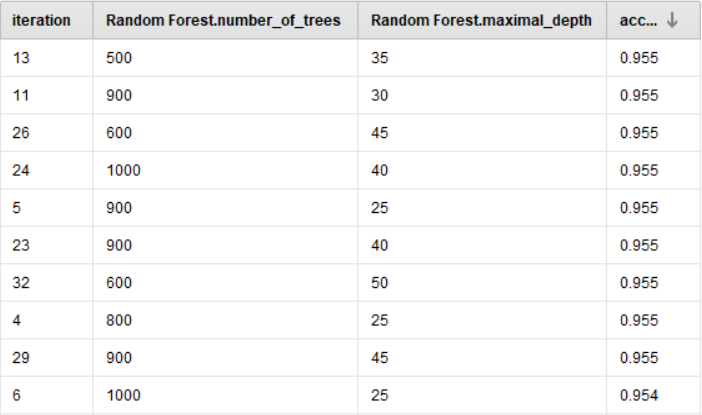 iteration Random Forest.number_of_trees Random Forest.maximal_depth acc... ↓
13 500 35 0.955
11 900 30 0.955
26 600 45 0.955
24 1000 40 0.955
5 900 25 0.955
23 900 40 0.955
32 600 50 0.955
4 800 25 0.955
29 900 45 0.955
6 1000 25 0.954